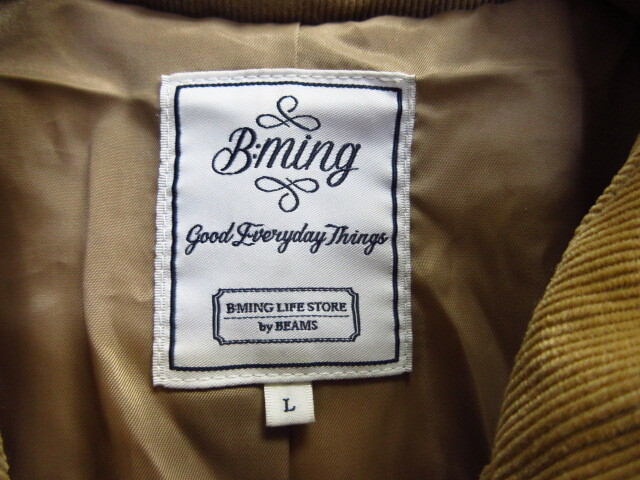 B:ming
Good Everyday Things
B:MING LIFE STORE
by BEAMS
L